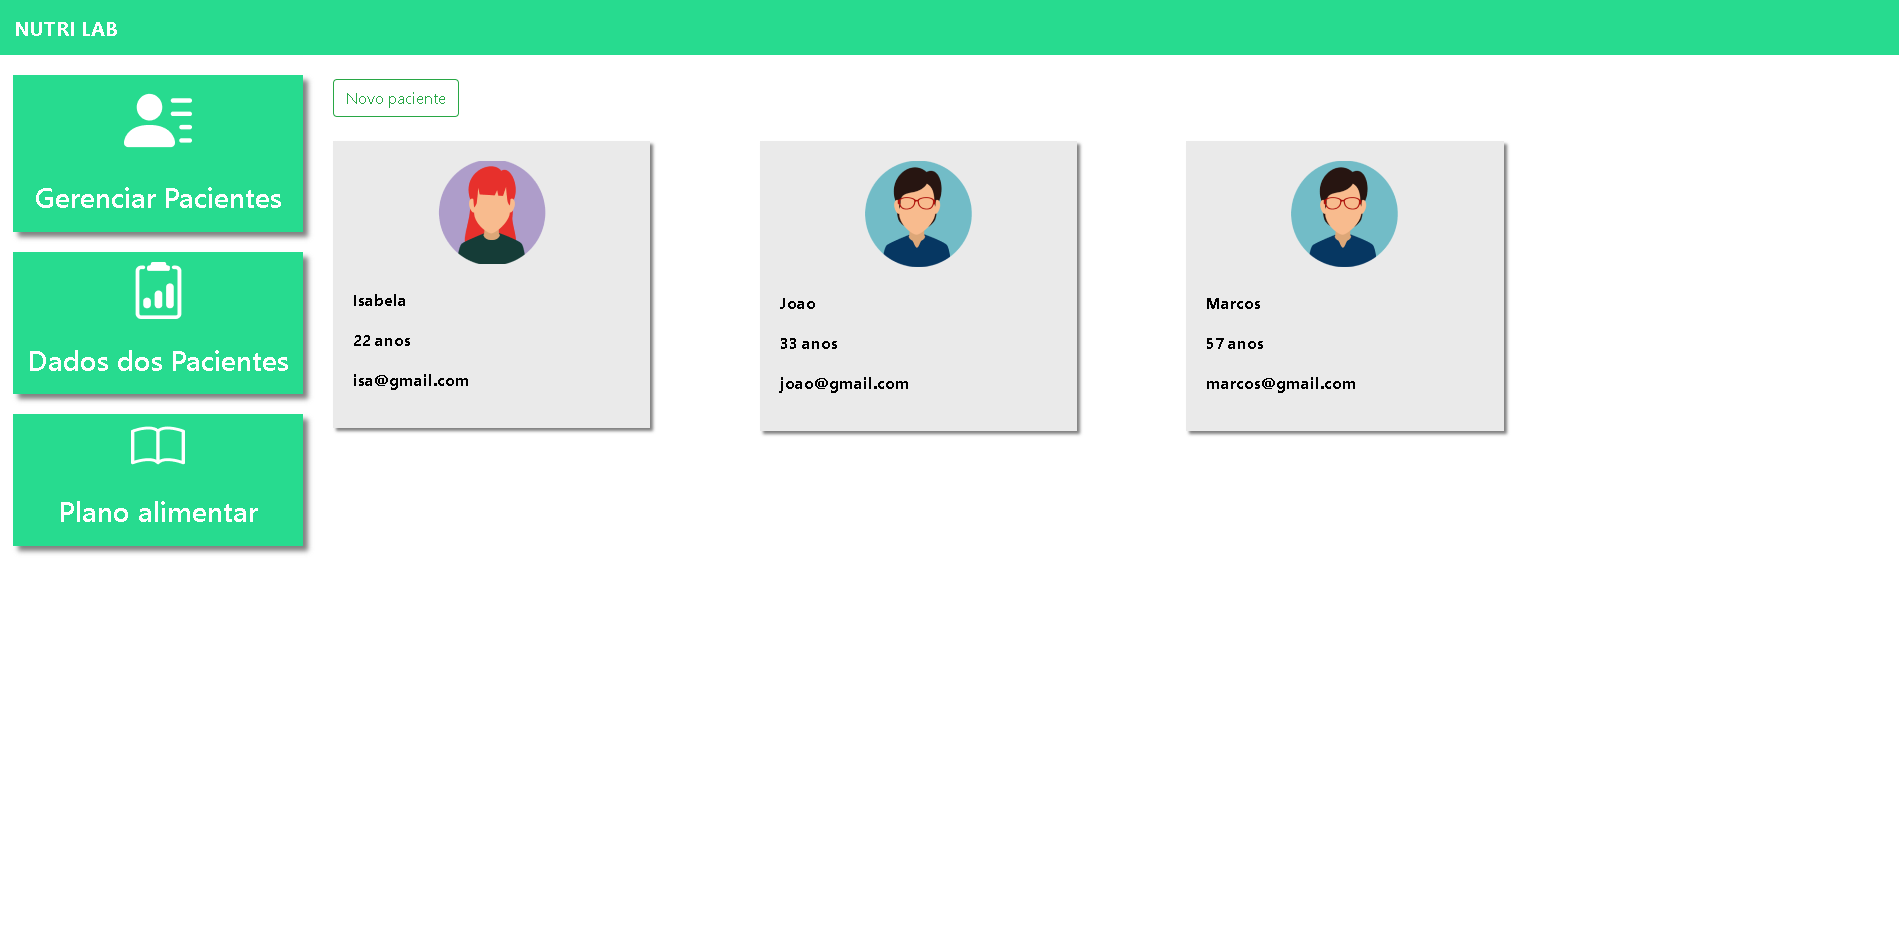 NUTRI LAB
Gerenciar Pacientes
Dados dos Pacientes
Plano alimentar
Novo paciente
Isabela
22 anos
isa@gmail.com
Joao
33 anos
joao@gmail.com
Marcos
57 anos
marcos@gmail.com